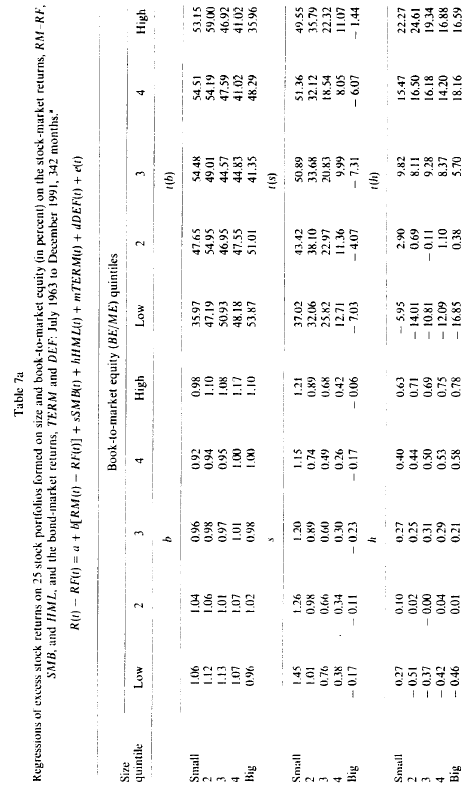 Table 7a
Regressions of excess stock returns on 25 stock portfolios formed on size and book-to-market equity (in percent) on the stock-market returns, RM–RF,
SMB, and HML, and the bond-market returns, TERM and DEF: July 1963 to December 1991, 342 months.ᵃ
R(t) − RF(t) = a + b[RM(t) − RF(t)] + sSMB(t) + hHML(t) + mTERM(t) + dDEF(t) + e(t)
Book-to-market equity (BE/ME) quintiles
Size
quintile Low 2 3 4 High Low 2 3 4 High
b t(b)
Small 1.06 1.04 0.96 0.92 0.98 35.97 47.65 54.48 54.51 53.15
2 1.12 1.06 0.98 0.94 1.10 47.19 54.95 49.01 54.19 59.00
3 1.13 1.01 0.97 0.95 1.08 50.93 46.95 44.57 47.59 46.92
4 1.07 1.07 1.01 1.00 1.17 48.18 47.55 44.83 41.02 41.02
Big 0.96 1.02 0.98 1.00 1.10 53.87 51.01 41.35 48.29 35.96
s t(s)
Small 1.45 1.26 1.20 1.15 1.21 37.02 43.42 50.89 51.36 49.55
2 1.01 0.98 0.89 0.74 0.89 32.06 38.10 33.68 32.12 35.79
3 0.76 0.66 0.60 0.49 0.68 25.82 22.97 20.83 18.54 22.32
4 0.38 0.34 0.30 0.26 0.42 12.71 11.36 9.99 8.05 11.07
Big − 0.17 − 0.11 − 0.23 − 0.17 − 0.06 − 7.03 − 4.07 − 7.31 − 6.07 − 1.44
h t(h)
Small 0.27 0.10 0.27 0.40 0.63 − 5.95 2.90 9.82 15.47 22.27
2 − 0.51 0.02 0.25 0.44 0.71 − 14.01 0.69 8.11 16.50 24.61
3 − 0.37 − 0.00 0.31 0.50 0.69 − 10.81 − 0.11 9.28 16.18 19.34
4 − 0.42 0.04 0.29 0.53 0.75 − 12.09 1.10 8.37 14.20 16.88
Big − 0.46 0.01 0.21 0.58 0.78 − 16.85 0.38 5.70 18.16 16.59